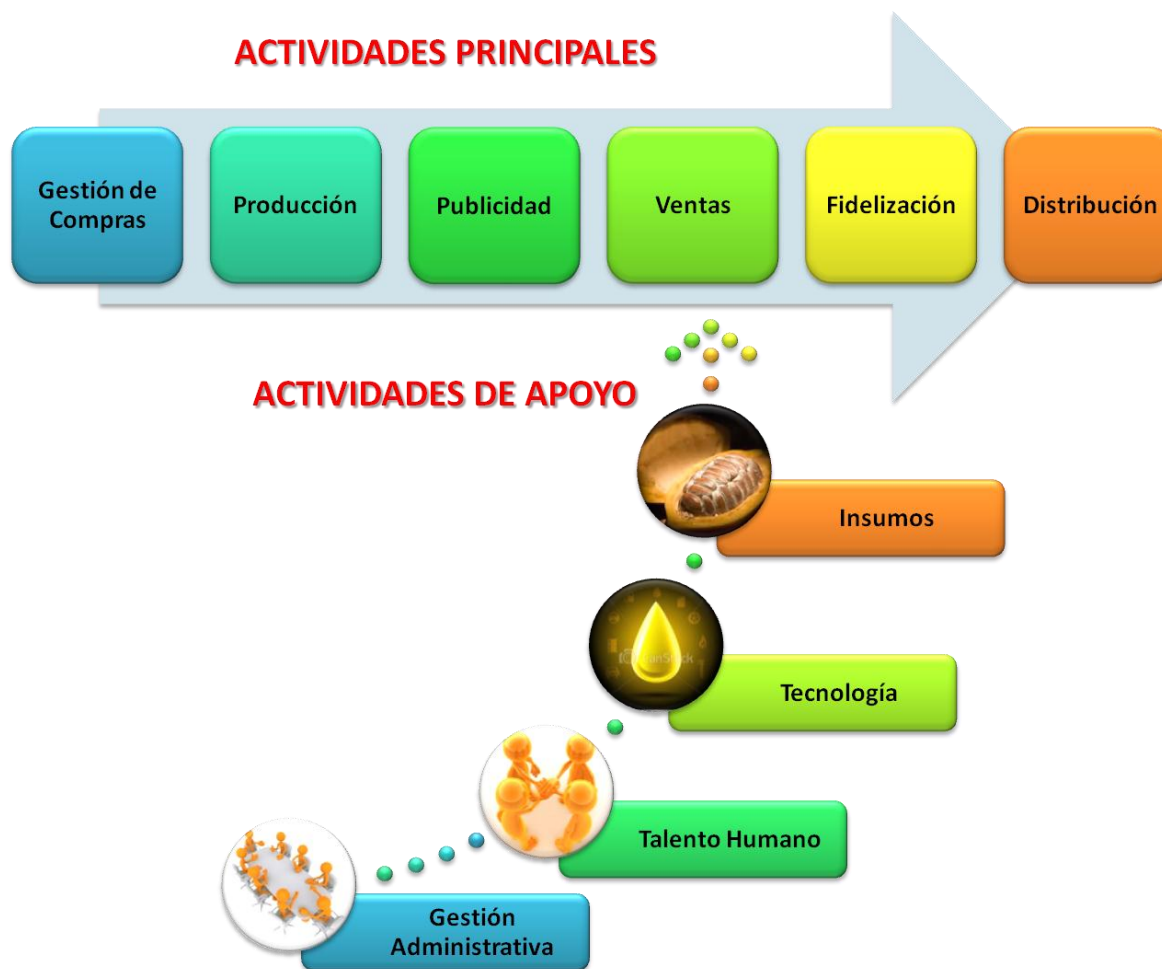 ACTIVIDADES PRINCIPALES
Gestión de
Compras
Producción
Publicidad
Ventas
Fidelización
Distribución
ACTIVIDADES DE APOYO
Insumos
Tecnología
Talento Humano
Gestión
Administrativa